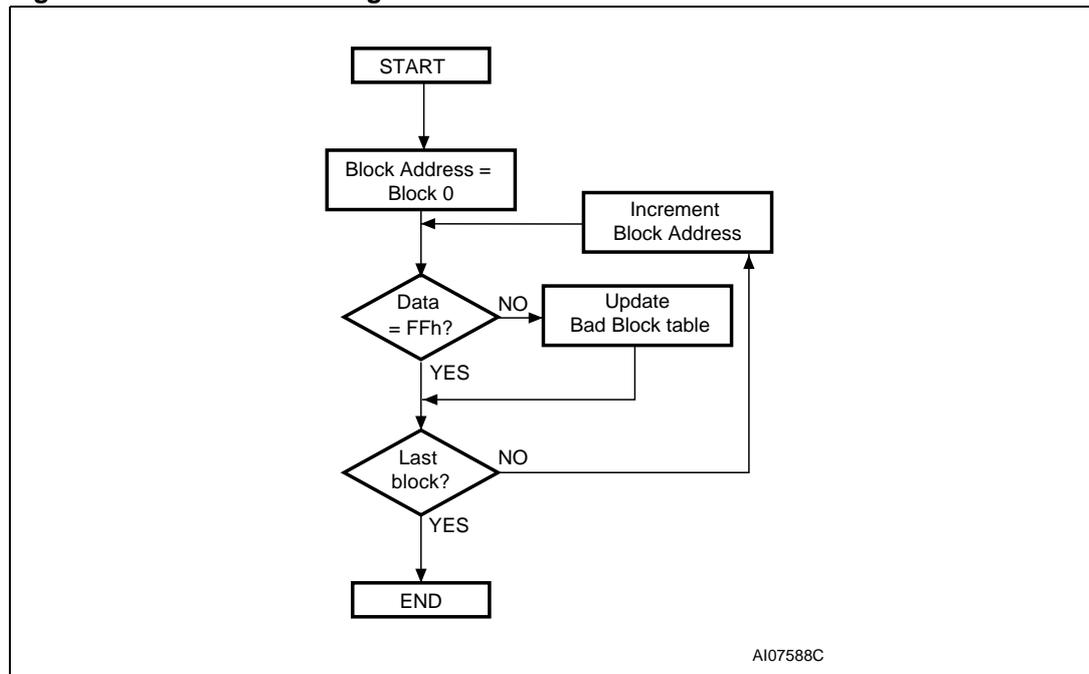 START
Block Address =
Block 0
Increment
Block Address
Data
= FFh?
NO
Update
Bad Block table
YES
Last
block?
NO
YES
END
AI07588C